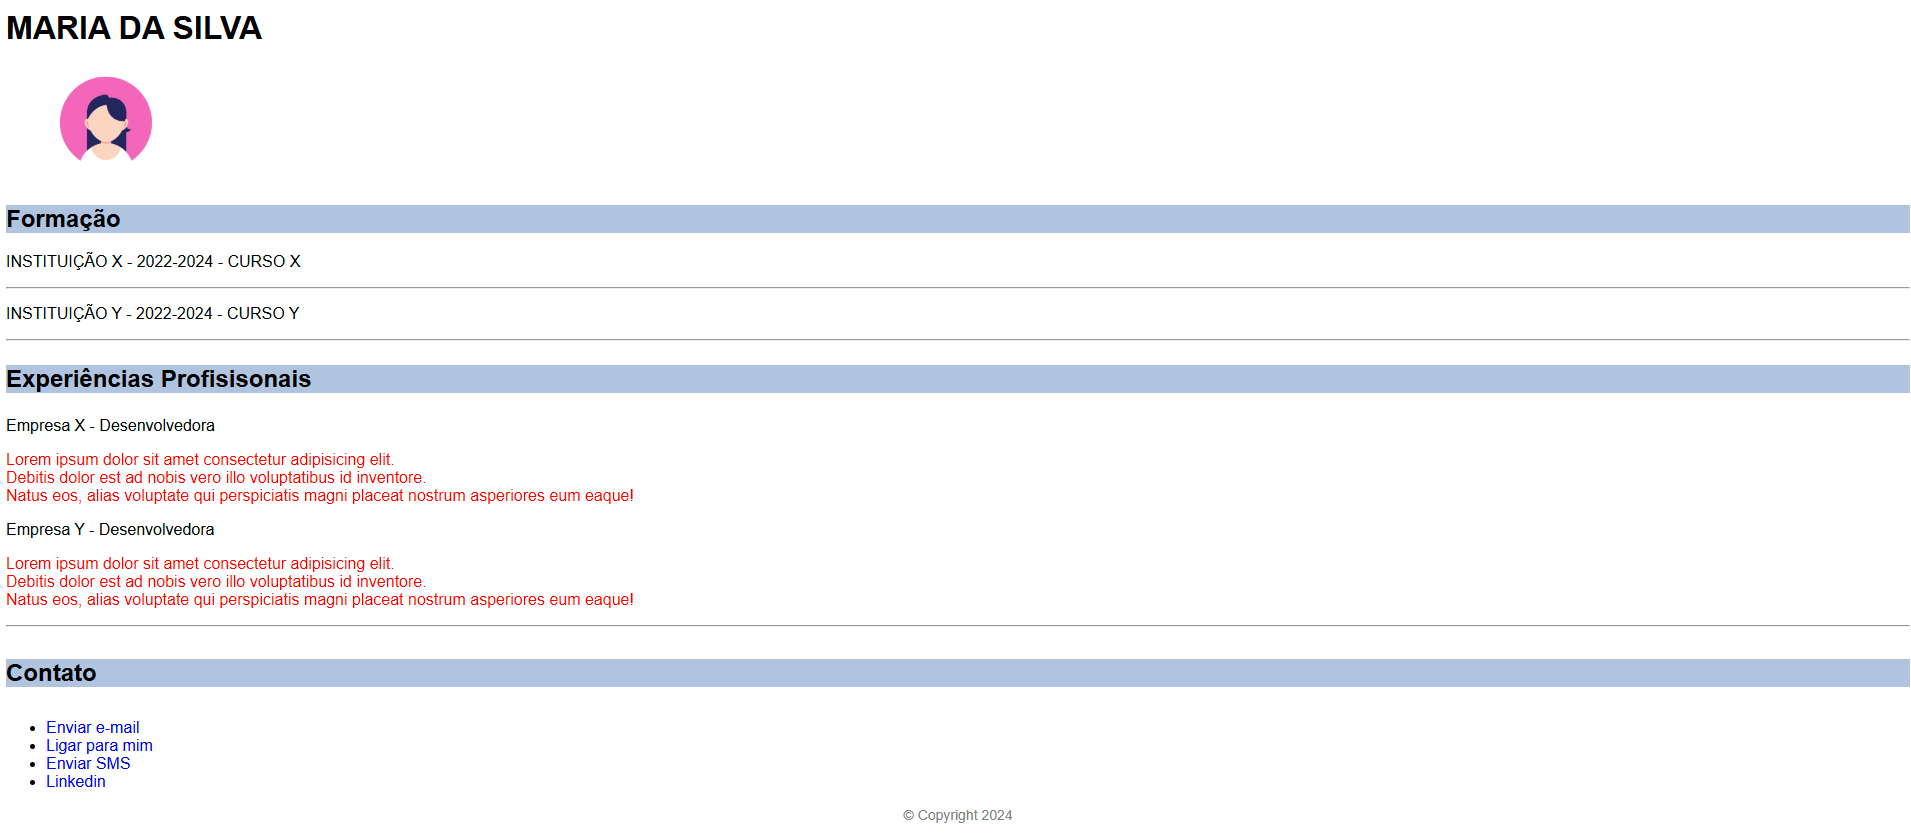 MARIA DA SILVA
Formação
INSTITUIÇÃO X - 2022-2024 - CURSO X
INSTITUIÇÃO Y - 2022-2024 - CURSO Y
Experiências Profisisonais
Empresa X - Desenvolvedora
Lorem ipsum dolor sit amet consectetur adipisicing elit.
Debitis dolor est ad nobis vero illo voluptatibus id inventore.
Natus eos, alias voluptate qui perspiciatis magni placeat nostrum asperiores eum eaque!
Empresa Y - Desenvolvedora
Lorem ipsum dolor sit amet consectetur adipisicing elit.
Debitis dolor est ad nobis vero illo voluptatibus id inventore.
Natus eos, alias voluptate qui perspiciatis magni placeat nostrum asperiores eum eaque!
Contato
• Enviar e-mail
• Ligar para mim
• Enviar SMS
• Linkedin
© Copyright 2024